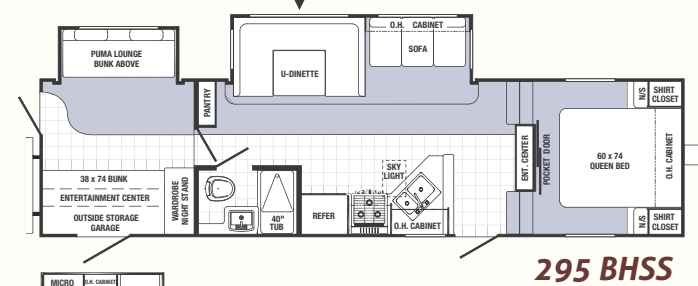 O.H. CABINET
PUMA LOUNGE
BUNK ABOVE
SOFA
U-DINETTE
PANTRY
N/S
SHIRT
CLOSET
ENT. CENTER
POCKET DOOR
60 x 74
QUEEN BED
O.H. CABINET
SKY
LIGHT
38 x 74 BUNK
ENTERTAINMENT CENTER
OUTSIDE STORAGE
GARAGE
WARDROBE
NIGHT STAND
40"
TUB
REFER
O.H. CABINET
N/S
SHIRT
CLOSET
295 BHSS
MICRO
O.H. CABINET